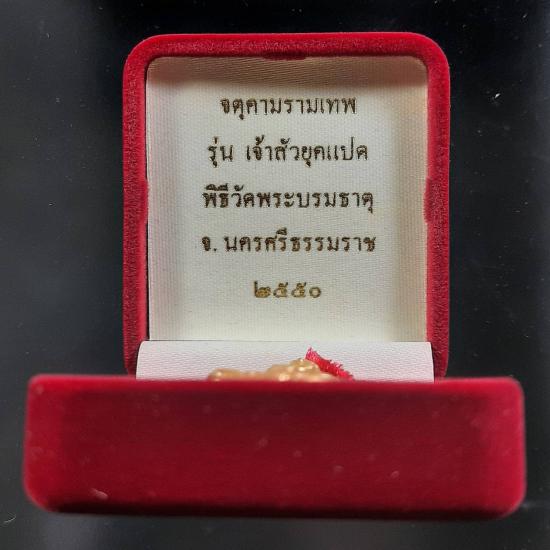 จตุคามรามเทพ
รุ่น เจ้าสัวยุคแปด
พิธีวัดพระบรมธาตุ
จ. นครศรีธรรมราช
๒๕๕๐